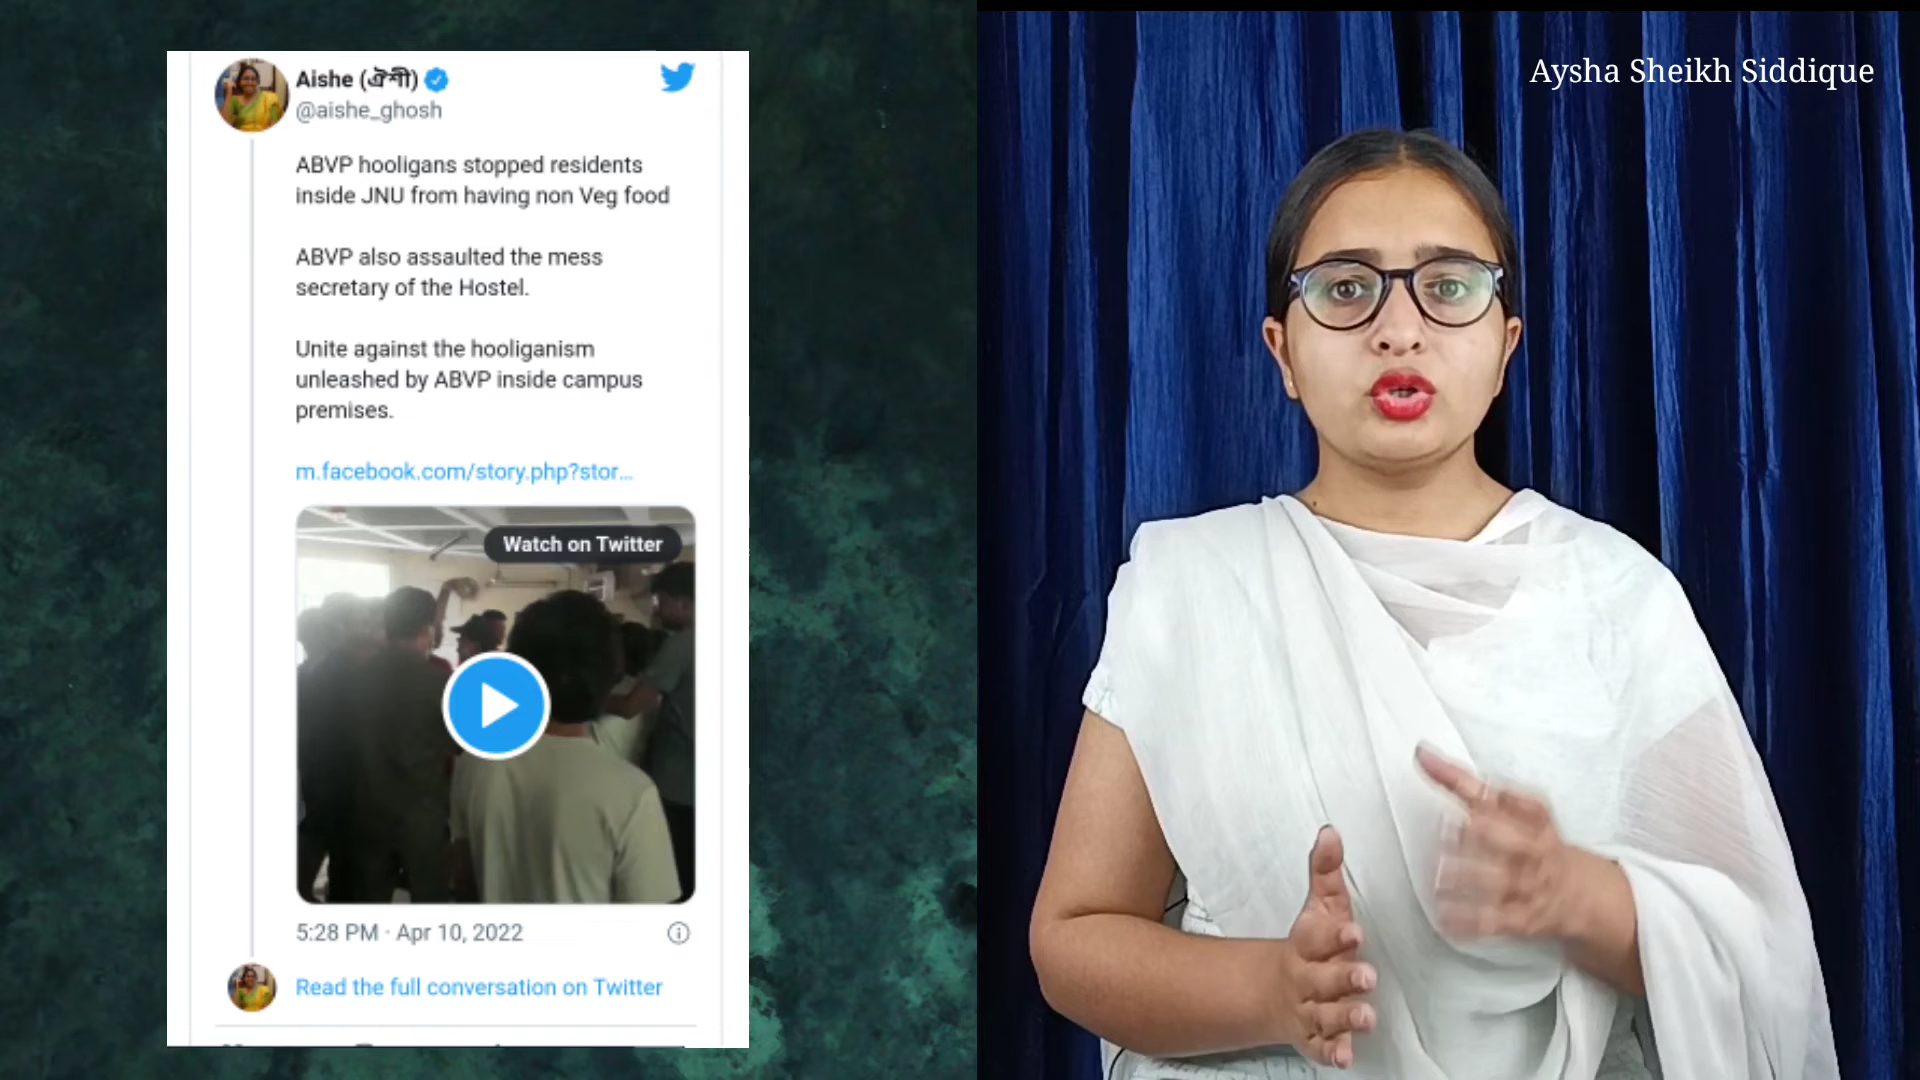 Aishe (ঐশী)
@aishe_ghosh
ABVP hooligans stopped residents
inside JNU from having non Veg food
ABVP also assaulted the mess
secretary of the Hostel.
Unite against the hooliganism
unleashed by ABVP inside campus
premises.
m.facebook.com/story.php?stor...
Watch on Twitter
5:28 PM · Apr 10, 2022
Read the full conversation on Twitter
Aysha Sheikh Siddique